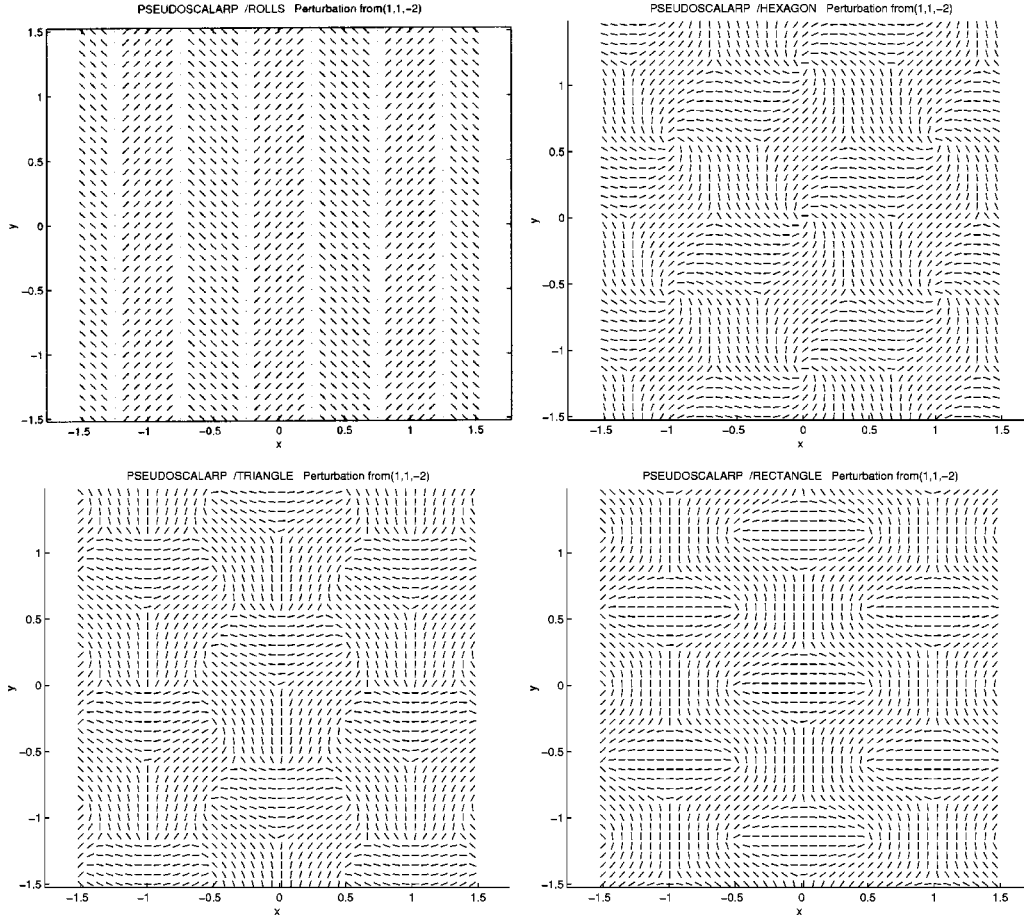 PSEUDOSCALARP /ROLLS Perturbation from(1,1,−2)
1.5
1
0.5
0
−0.5
−1
−1.5
y
−1.5 −1 −0.5 0 0.5 1 1.5
x
PSEUDOSCALARP /HEXAGON Perturbation from(1,1,−2)
1
0.5
0
−0.5
−1
−1.5
y
−1.5 −1 −0.5 0 0.5 1 1.5
x
PSEUDOSCALARP /TRIANGLE Perturbation from(1,1,−2)
1
0.5
0
−0.5
−1
−1.5
y
−1.5 −1 −0.5 0 0.5 1 1.5
x
PSEUDOSCALARP /RECTANGLE Perturbation from(1,1,−2)
1
0.5
0
−0.5
−1
−1.5
y
−1.5 −1 −0.5 0 0.5 1 1.5
x